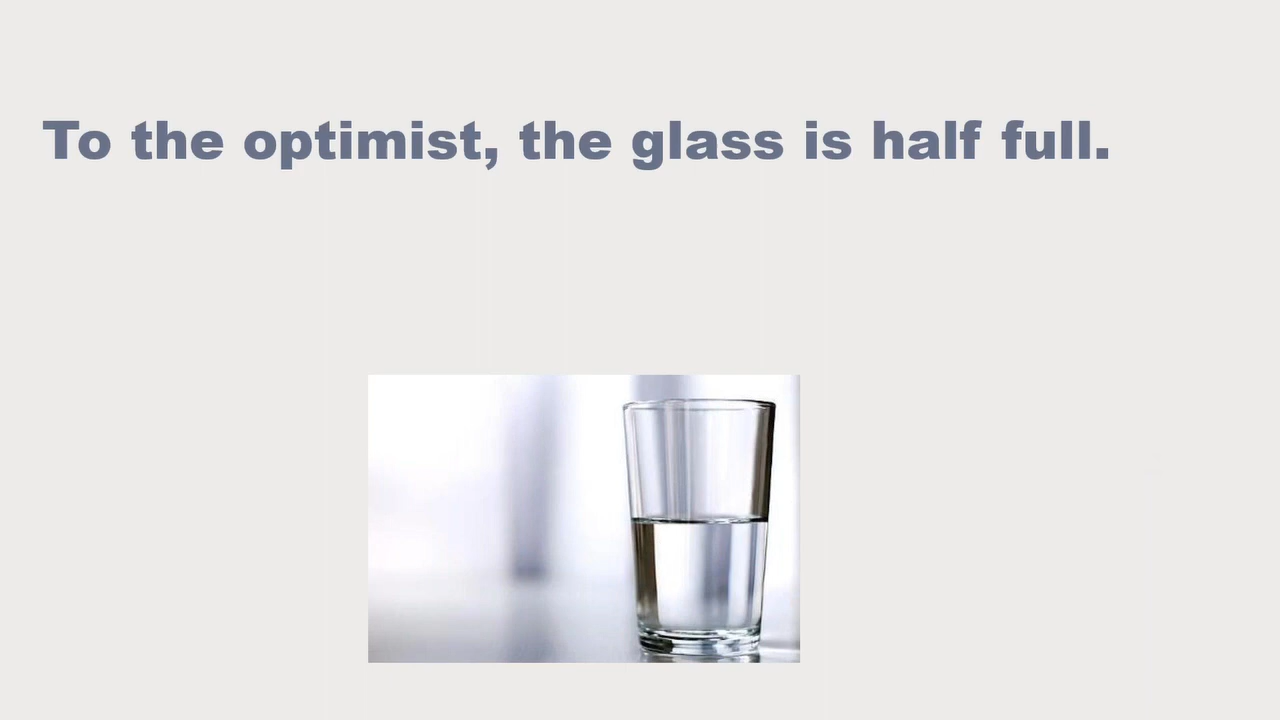 To the optimist, the glass is half full.